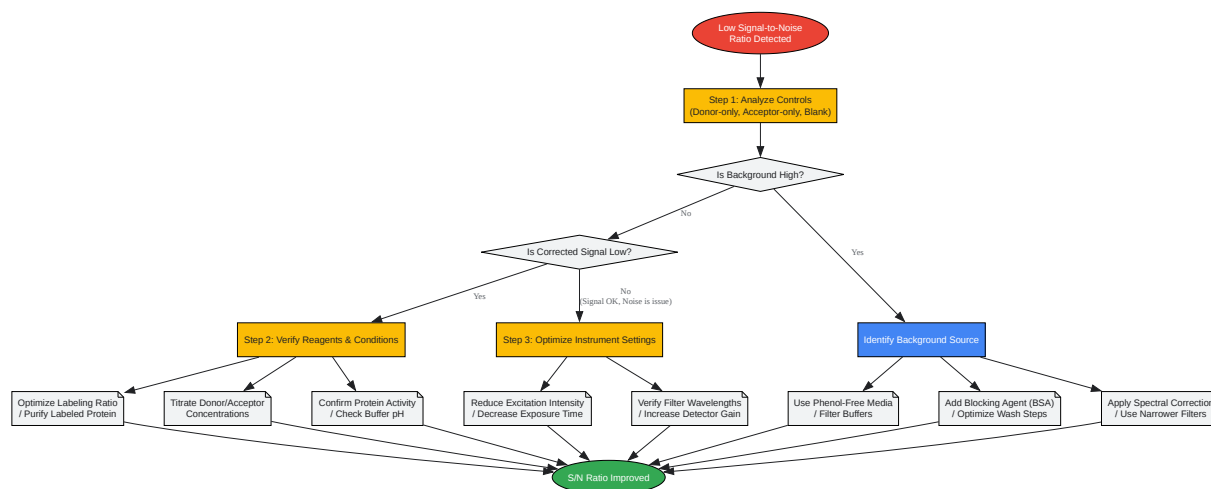 Low Signal-to-Noise
Ratio Detected
Step 1: Analyze Controls
(Donor-only, Acceptor-only, Blank)
Is Background High?
No
Is Corrected Signal Low?
Yes
Yes
No
(Signal OK, Noise is issue)
Step 2: Verify Reagents & Conditions
Step 3: Optimize Instrument Settings
Identify Background Source
Optimize Labeling Ratio
/ Purify Labeled Protein
Titrate Donor/Acceptor
Concentrations
Confirm Protein Activity
/ Check Buffer pH
Reduce Excitation Intensity
/ Decrease Exposure Time
Verify Filter Wavelengths
/ Increase Detector Gain
Use Phenol-Free Media
/ Filter Buffers
Add Blocking Agent (BSA)
/ Optimize Wash Steps
Apply Spectral Correction
/ Use Narrower Filters
S/N Ratio Improved